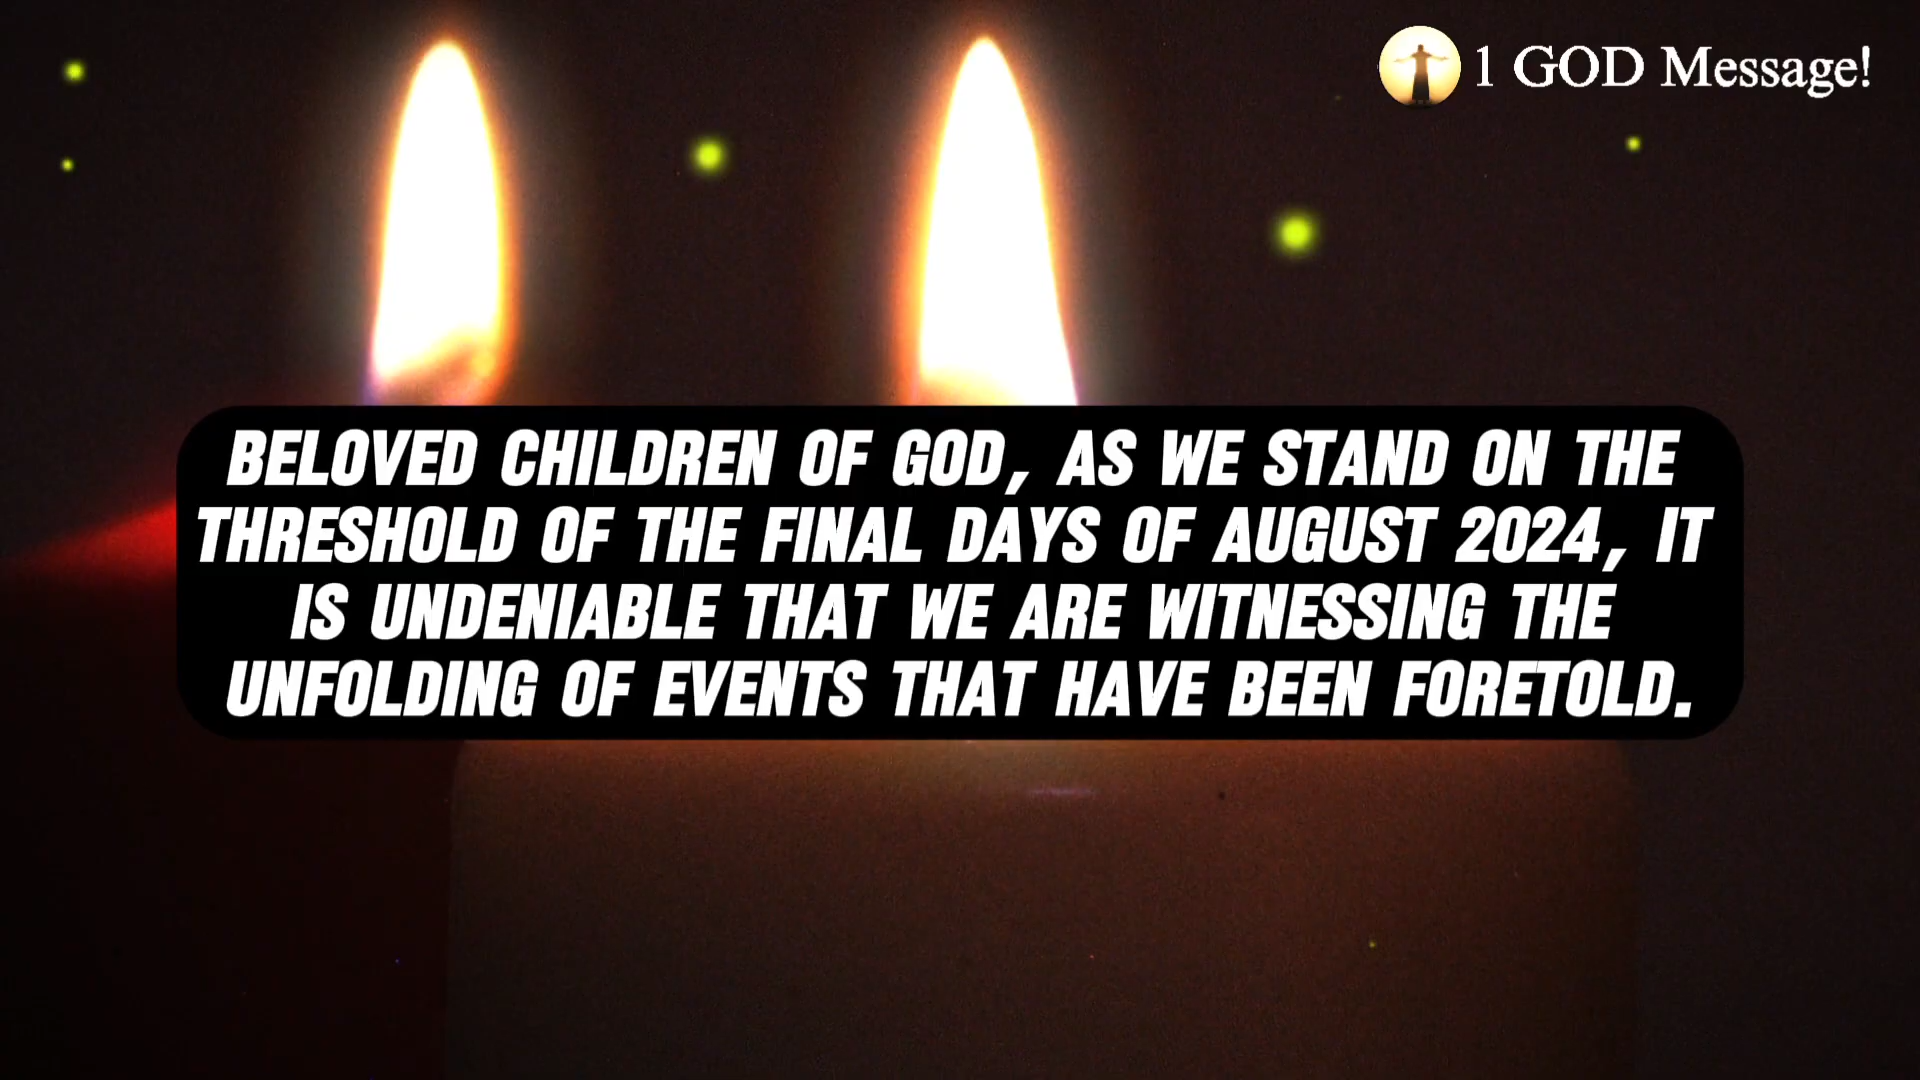 1 GOD Message!
BELOVED CHILDREN OF GOD, AS WE STAND ON THE
THRESHOLD OF THE FINAL DAYS OF AUGUST 2024, IT
IS UNDENIABLE THAT WE ARE WITNESSING THE
UNFOLDING OF EVENTS THAT HAVE BEEN FORETOLD.